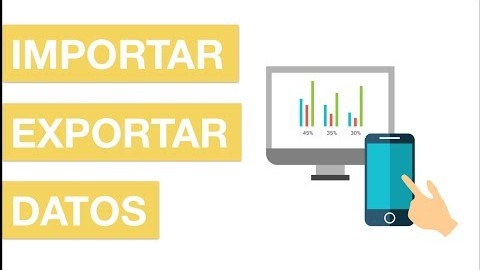 IMPORTAR
EXPORTAR
DATOS
45% 35% 30%